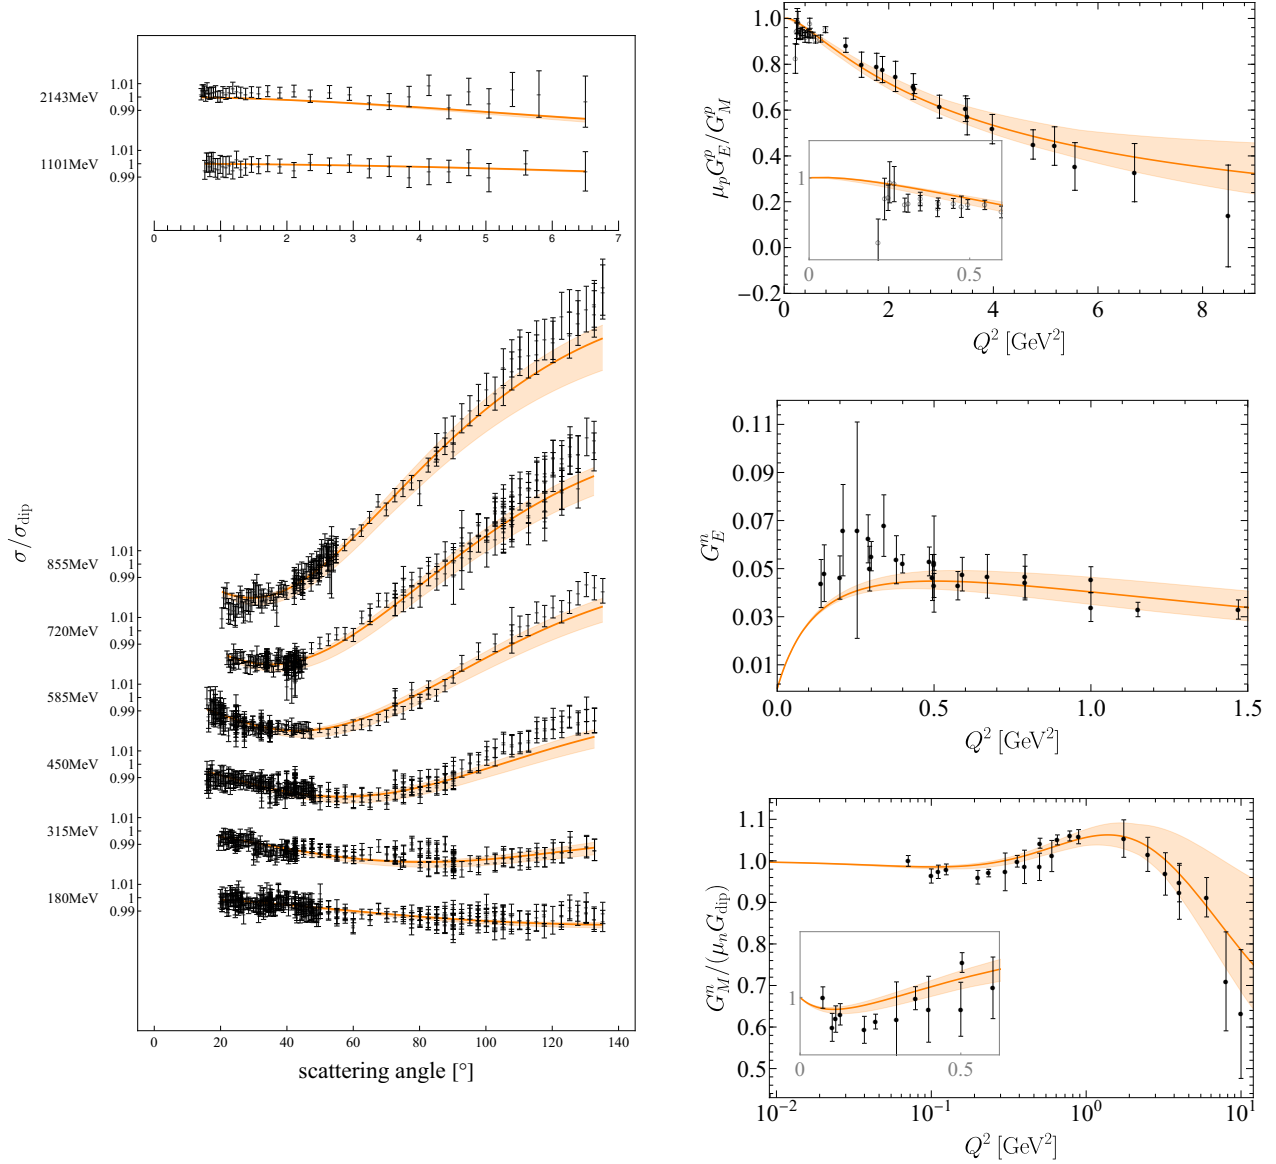 2143MeV
1.01
1
0.99
1101MeV
1.01
1
0.99
0 1 2 3 4 5 6 7
σ/σdip
855MeV
1.01
1
0.99
720MeV
1.01
1
0.99
585MeV
1.01
1
0.99
450MeV
1.01
1
0.99
315MeV
1.01
1
0.99
180MeV
1.01
1
0.99
0 20 40 60 80 100 120 140
scattering angle [°]
μpG_E^p/G_M^p
1.0
0.8
0.6
0.4
0.2
0.0
−0.2
1
0 0.5
0 2 4 6 8
Q² [GeV²]
G_E^n
0.11
0.09
0.07
0.05
0.03
0.01
0.0 0.5 1.0 1.5
Q² [GeV²]
G_M^n/(μnGdip)
1.1
1.0
0.9
0.8
0.7
0.6
0.5
1
0 0.5
10⁻² 10⁻¹ 10⁰ 10¹
Q² [GeV²]